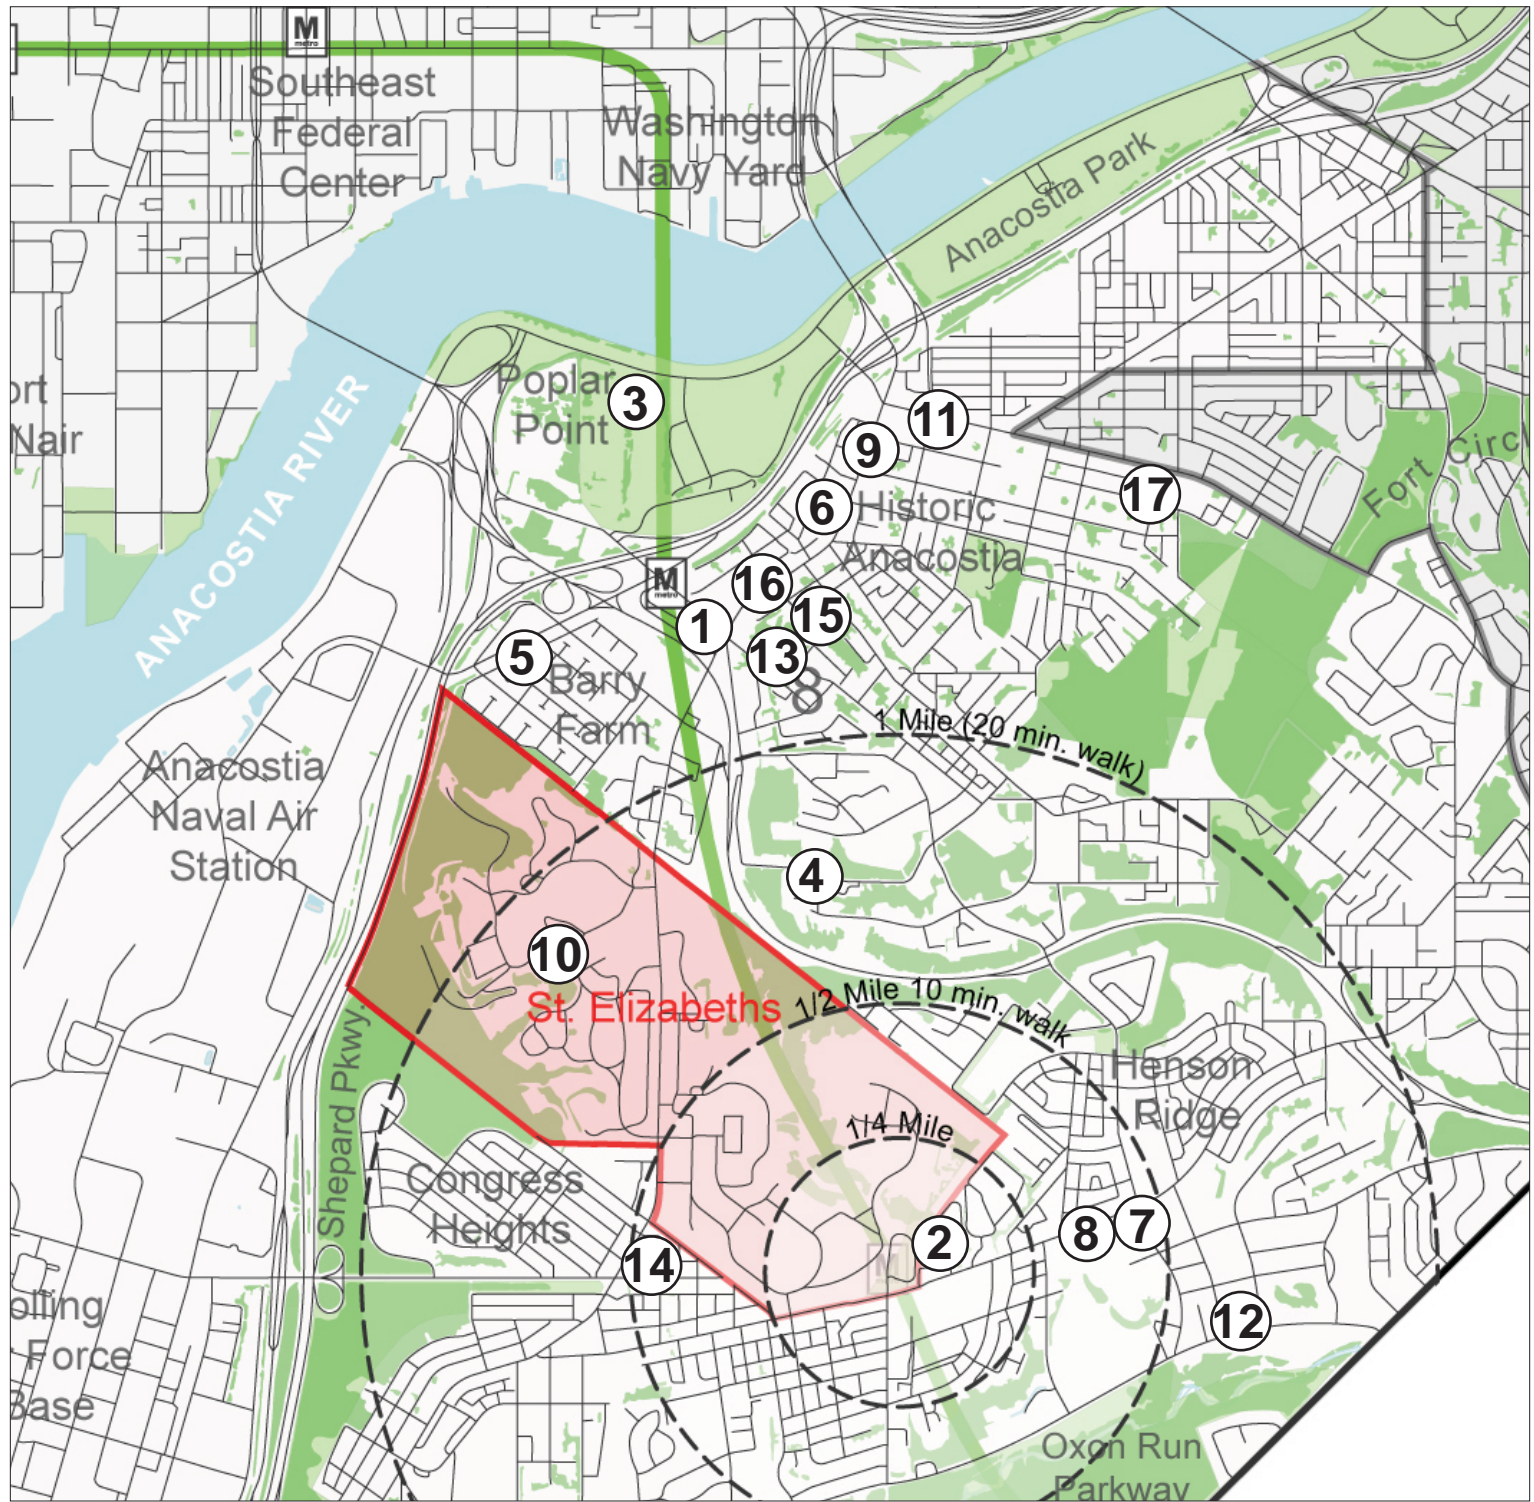 M
metro
Southeast
Federal
Center
Washington
Navy Yard
Anacostia Park
ort
Nair
ANACOSTIA RIVER
Poplar
Point
3
11
9
6
Historic
Anacostia
17
Fort
Circl
M
metro
16
1
15
13
8
5
Barry
Farm
1 Mile (20 min. walk)
Anacostia
Naval Air
Station
4
10
St. Elizabeths
1/2 Mile 10 min. walk
Henson
Ridge
1/4 Mile
Shepard Pkwy.
Congress
Heights
14
M
2
8
7
12
olling
Force
Base
Oxon Run
Parkway